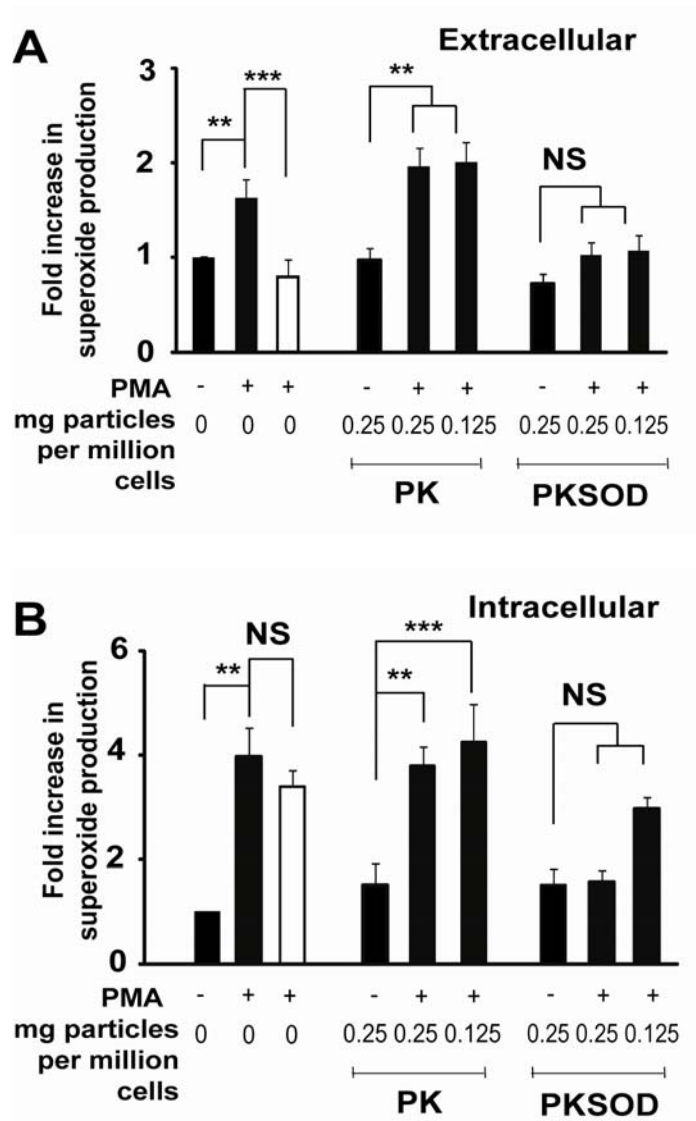 A
Extracellular
Fold increase in
superoxide production
3
2
1
0
**
***
**
NS
PMA
- + + - + + - + +
mg particles
per million
cells
0 0 0 0.25 0.25 0.125 0.25 0.25 0.125
PK
PKSOD
B
Intracellular
Fold increase in
superoxide production
6
4
2
0
**
NS
**
***
NS
PMA
- + + - + + - + +
mg particles
per million
cells
0 0 0 0.25 0.25 0.125 0.25 0.25 0.125
PK
PKSOD